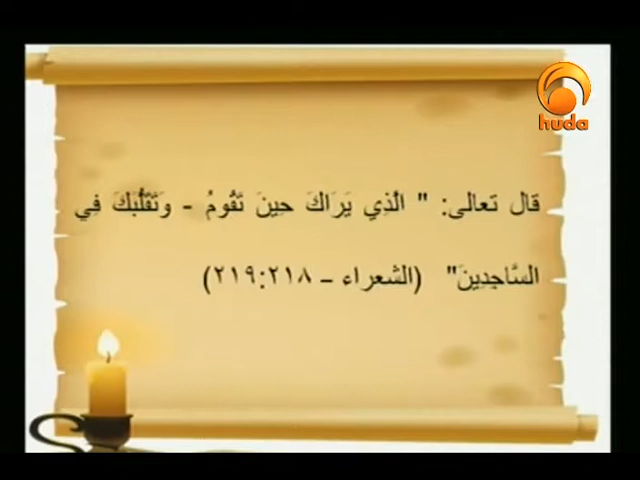 huda
قال تعالى: " الَّذِي يَرَاكَ حِينَ تَقُومُ - وَتَقَلُّبَكَ فِي
السَّاجِدِينَ" (الشعراء – ٢١٩:٢١٨)